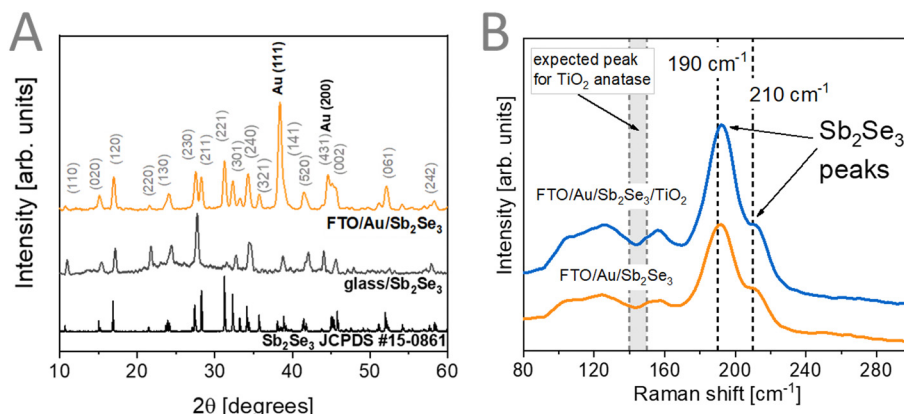 A
Intensity [arb. units]
(110)
(020)
(120)
(220)
(130)
(230)
(211)
(221)
(301)
(240)
(321)
Au (111)
(141)
(520)
Au (200)
(431)
(002)
(061)
(242)
FTO/Au/Sb₂Se₃
glass/Sb₂Se₃
Sb₂Se₃ JCPDS #15-0861
10 20 30 40 50 60
2θ [degrees]
B
Intensity [arb. units]
expected peak
for TiO₂ anatase
190 cm⁻¹
210 cm⁻¹
Sb₂Se₃
peaks
FTO/Au/Sb₂Se₃/TiO₂
FTO/Au/Sb₂Se₃
80 120 160 200 240 280
Raman shift [cm⁻¹]